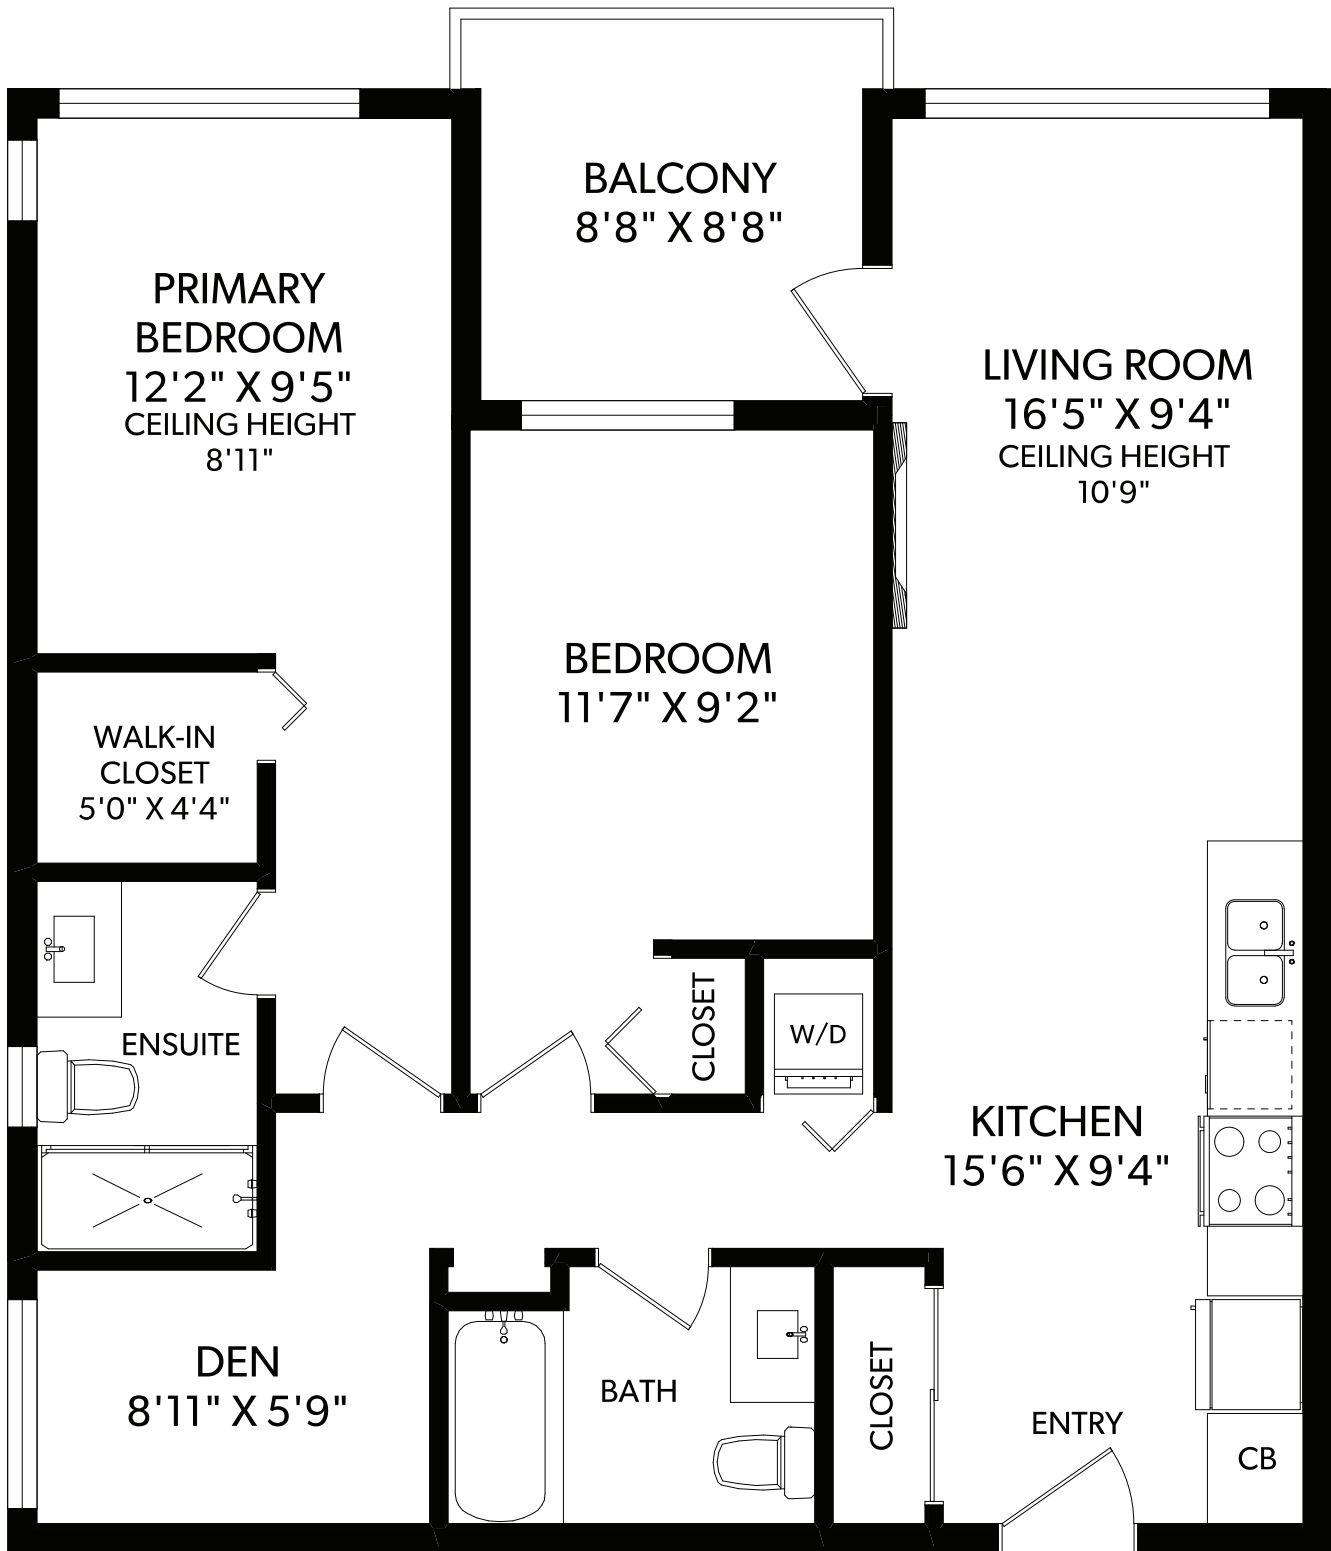 BALCONY
8'8" X 8'8"
PRIMARY
BEDROOM
12'2" X 9'5"
CEILING HEIGHT
8'11"
LIVING ROOM
16'5" X 9'4"
CEILING HEIGHT
10'9"
BEDROOM
11'7" X 9'2"
WALK-IN
CLOSET
5'0" X 4'4"
ENSUITE
CLOSET
W/D
KITCHEN
15'6" X 9'4"
DEN
8'11" X 5'9"
BATH
CLOSET
ENTRY
CB